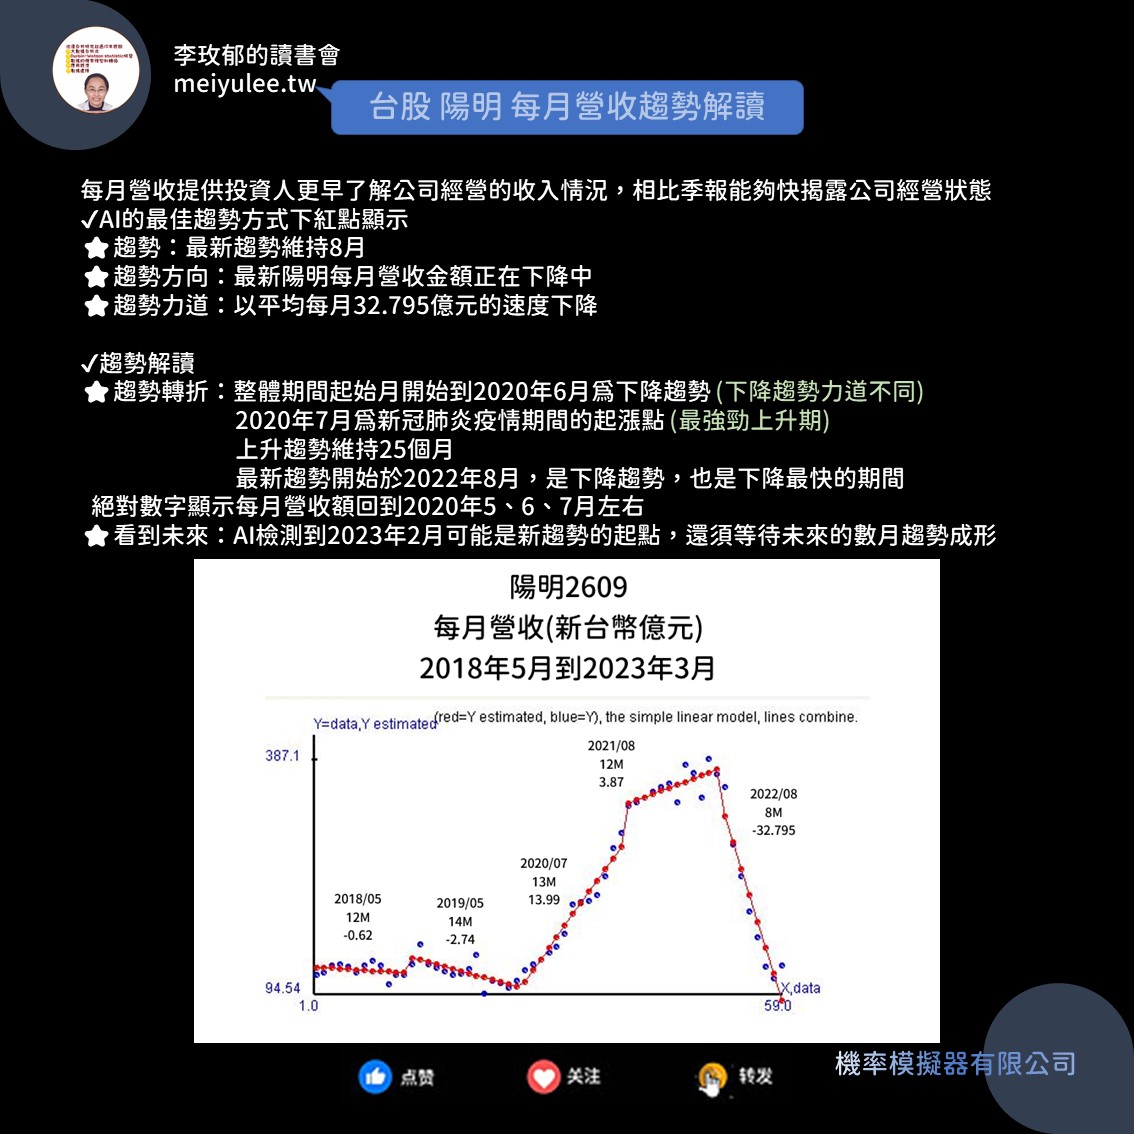 李玫郁的讀書會
meiyulee.tw
台股 陽明 每月營收趨勢解讀
每月營收提供投資人更早了解公司經營的收入情況，相比季報能夠快揭露公司經營狀態
✓AI的最佳趨勢方式下紅點顯示
★趨勢：最新趨勢維持8月
★趨勢方向：最新陽明每月營收金額正在下降中
★趨勢力道：以平均每月32.795億元的速度下降
✓趨勢解讀
★趨勢轉折：整體期間起始月開始到2020年6月爲下降趨勢 (下降趨勢力道不同)
2020年7月爲新冠肺炎疫情期間的起漲點 (最強勁上升期)
上升趨勢維持25個月
最新趨勢開始於2022年8月，是下降趨勢，也是下降最快的期間
絕對數字顯示每月營收額回到2020年5、6、7月左右
★看到未來：AI檢測到2023年2月可能是新趨勢的起點，還須等待未來的數月趨勢成形
陽明2609
每月營收(新台幣億元)
2018年5月到2023年3月
Y=data,Y estimated
(red=Y estimated, blue=Y), the simple linear model, lines combine.
387.1
2021/08
12M
3.87
2022/08
8M
-32.795
2020/07
13M
13.99
2018/05
12M
-0.62
2019/05
14M
-2.74
94.54
X,data
1.0
59.0
機率模擬器有限公司
点赞
关注
转发